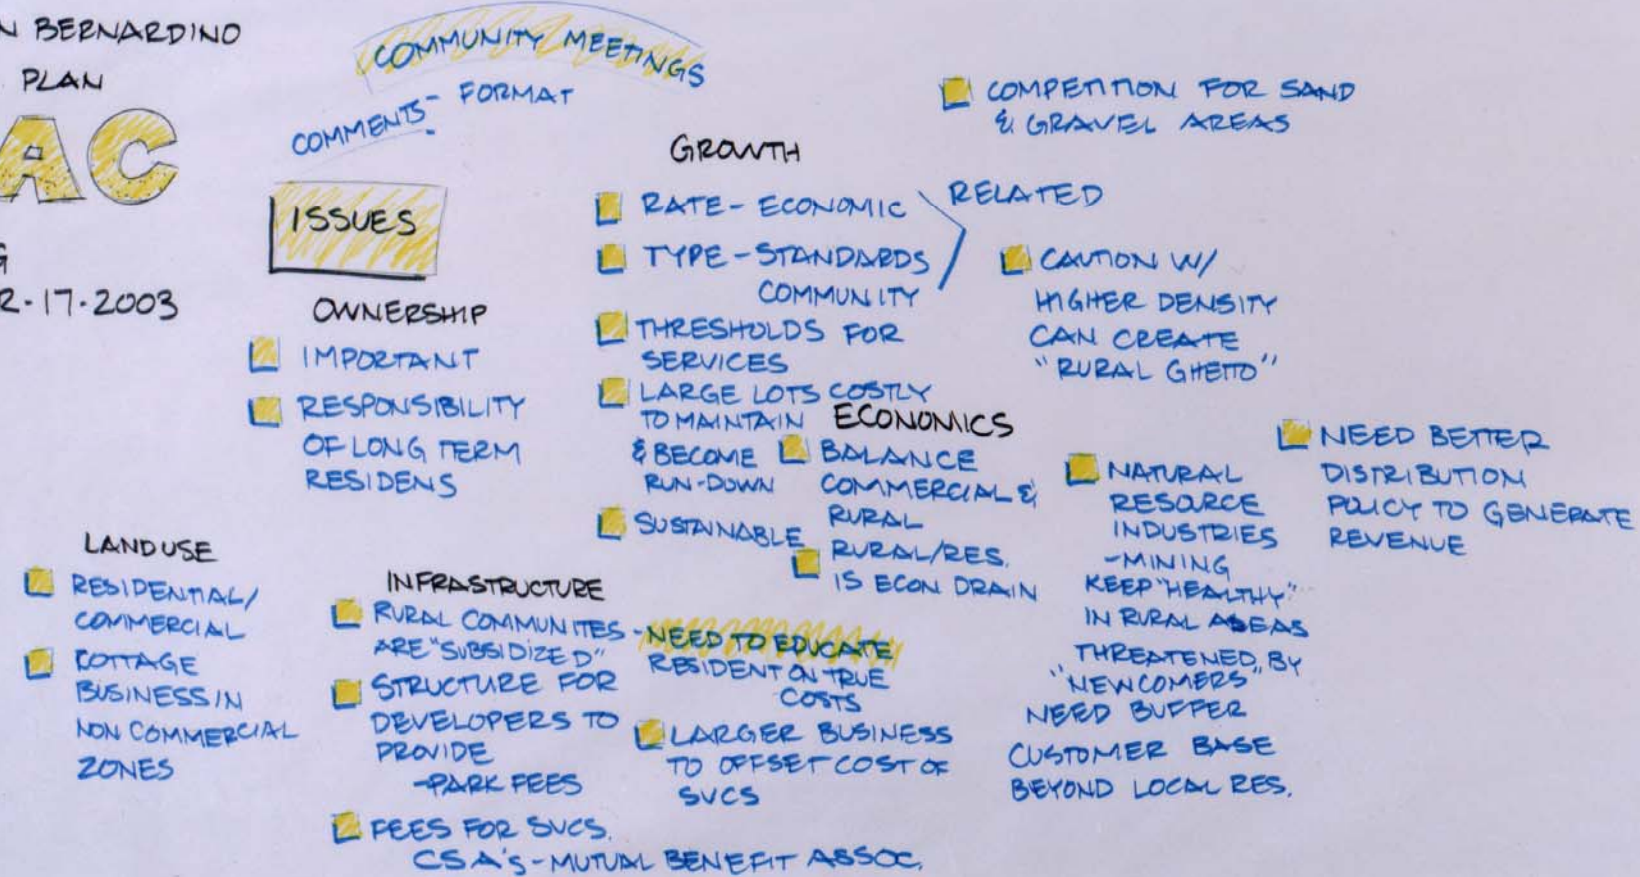 N BERNARDINO
PLAN
AC
G
2-17-2003
COMMUNITY MEETINGS
COMMENTS - FORMAT
ISSUES
OWNERSHIP
IMPORTANT
RESPONSIBILITY
OF LONG TERM
RESIDENS
GROWTH
RATE - ECONOMIC
TYPE - STANDARDS
COMMUNITY
RELATED
THRESHOLDS FOR
SERVICES
LARGE LOTS COSTLY
TO MAINTAIN
& BECOME
RUN-DOWN
SUSTAINABLE
COMPETITION FOR SAND
& GRAVEL AREAS
CAUTION W/
HIGHER DENSITY
CAN CREATE
"RURAL GHETTO"
ECONOMICS
BALANCE
COMMERCIAL &
RURAL
RURAL/RES.
IS ECON DRAIN
NATURAL
RESOURCE
INDUSTRIES
-MINING
KEEP "HEALTHY"
IN RURAL AREAS
THREATENED BY
"NEWCOMERS"
NEED BUFFER
CUSTOMER BASE
BEYOND LOCAL RES.
NEED BETTER
DISTRIBUTION
POLICY TO GENERATE
REVENUE
LAND USE
RESIDENTIAL/
COMMERCIAL
COTTAGE
BUSINESS IN
NON COMMERCIAL
ZONES
INFRASTRUCTURE
RURAL COMMUNITES
ARE "SUBSIDIZED"
- NEED TO EDUCATE
RESIDENT ON TRUE
COSTS
STRUCTURE FOR
DEVELOPERS TO
PROVIDE
-PARK FEES
LARGER BUSINESS
TO OFFSET COST OF
SVCS
FEES FOR SVCS.
CSA'S - MUTUAL BENEFIT ASSOC.